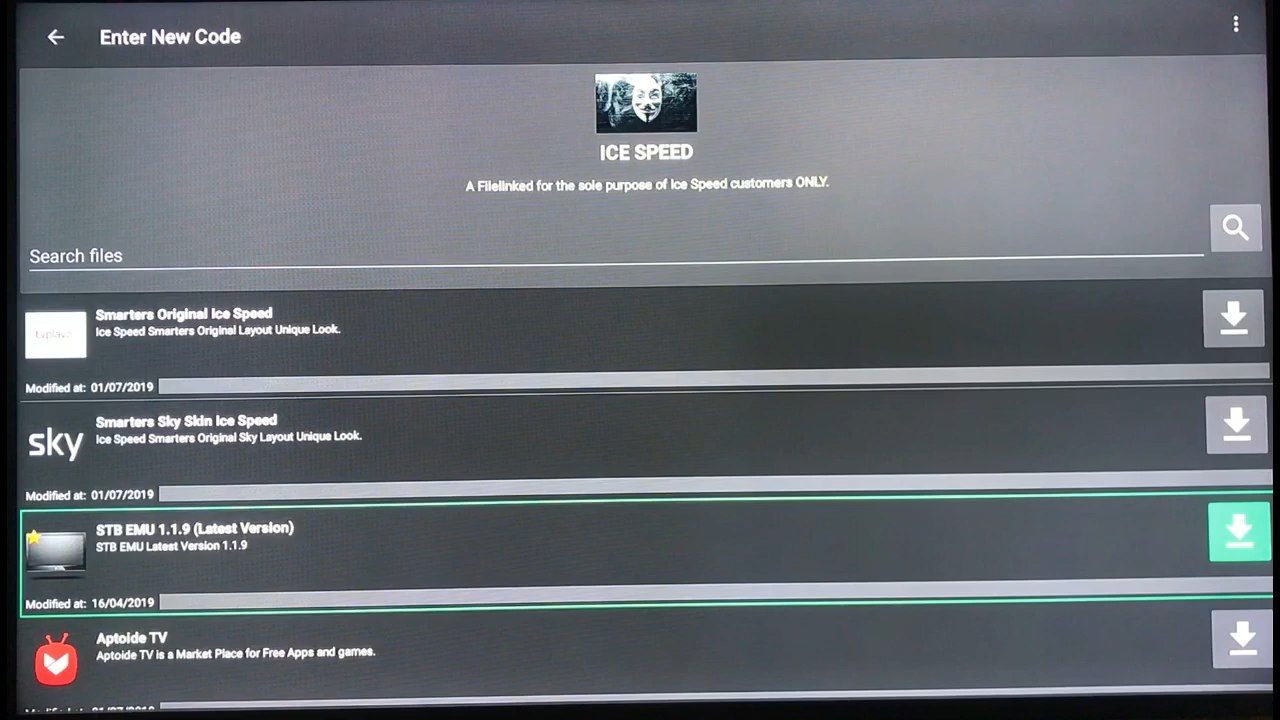 Enter New Code
ICE SPEED
A Filelinked for the sole purpose of Ice Speed customers ONLY.
Search files
Smarters Original Ice Speed
Ice Speed Smarters Original Layout Unique Look.
Modified at: 01/07/2019
sky
Smarters Sky Skin Ice Speed
Ice Speed Smarters Original Sky Layout Unique Look.
Modified at: 01/07/2019
STB EMU 1.1.9 (Latest Version)
STB EMU Latest Version 1.1.9
Modified at: 16/04/2019
Aptoide TV
Aptoide TV is a Market Place for Free Apps and games.